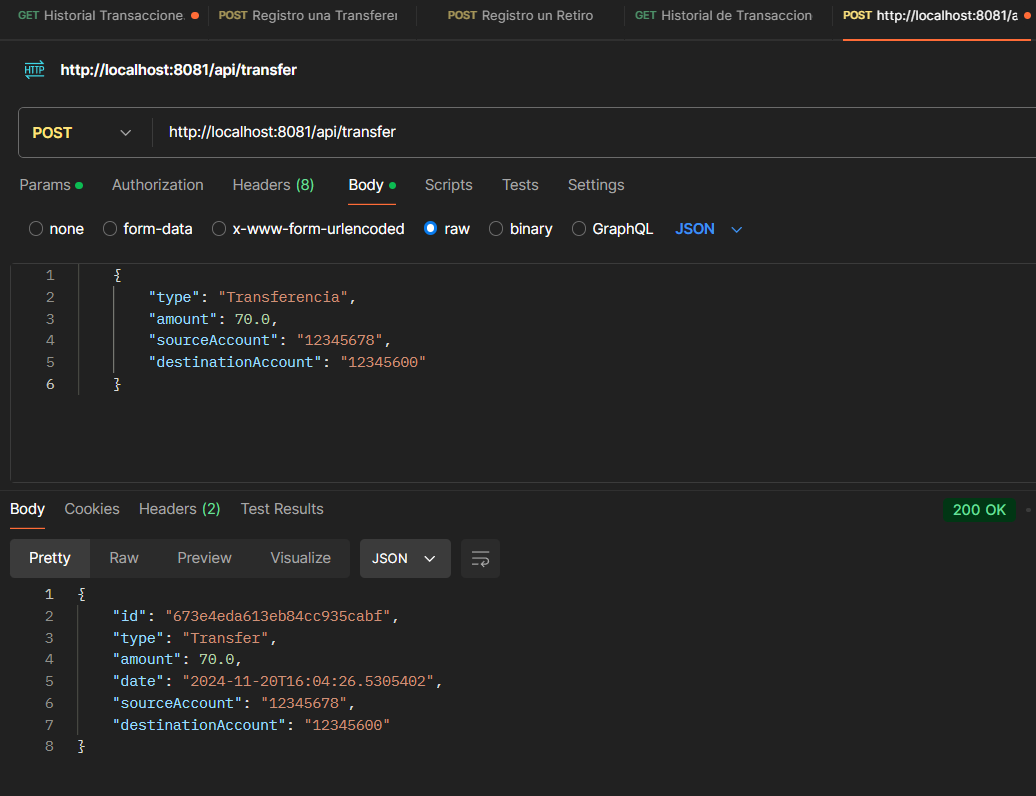 GET Historial Transaccione. POST Registro una Transferer POST Registro un Retiro GET Historial de Transaccion POST http://localhost:8081/a
HTTP http://localhost:8081/api/transfer
POST http://localhost:8081/api/transfer
Params Authorization Headers (8) Body Scripts Tests Settings
none form-data x-www-form-urlencoded raw binary GraphQL JSON
1 {
2 "type": "Transferencia",
3 "amount": 70.0,
4 "sourceAccount": "12345678",
5 "destinationAccount": "12345600"
6 }
Body Cookies Headers (2) Test Results 200 OK
Pretty Raw Preview Visualize JSON
1 {
2 "id": "673e4eda613eb84cc935cabf",
3 "type": "Transfer",
4 "amount": 70.0,
5 "date": "2024-11-20T16:04:26.5305402",
6 "sourceAccount": "12345678",
7 "destinationAccount": "12345600"
8 }